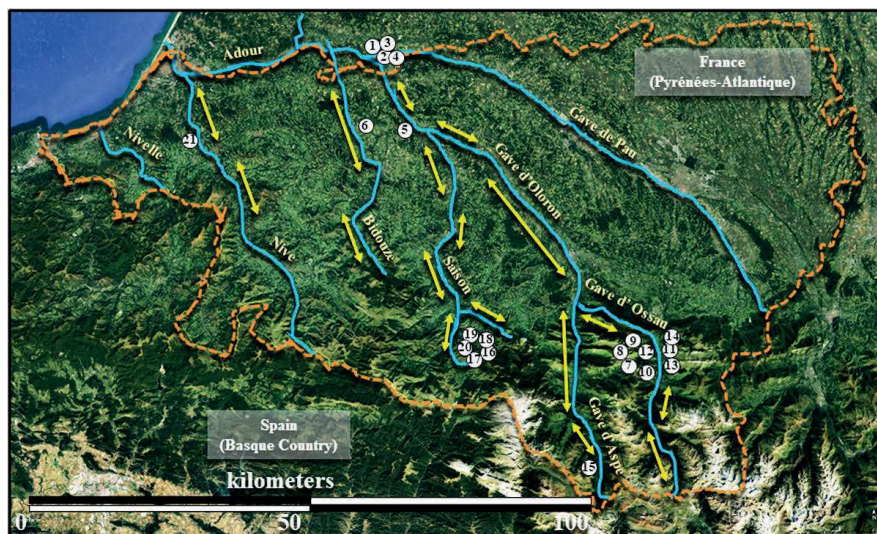 1
3
2
4
Adour
France
(Pyrénées-Atlantique)
Gave de Pau
21
6
5
Nivelle
Gave d'Oloron
Nive
Bidouze
Saison
Gave d' Ossau
19
18
20
16
17
9
14
8
12
11
7
10
13
Spain
(Basque Country)
Gave d'Aspe
15
kilometers
0
50
100